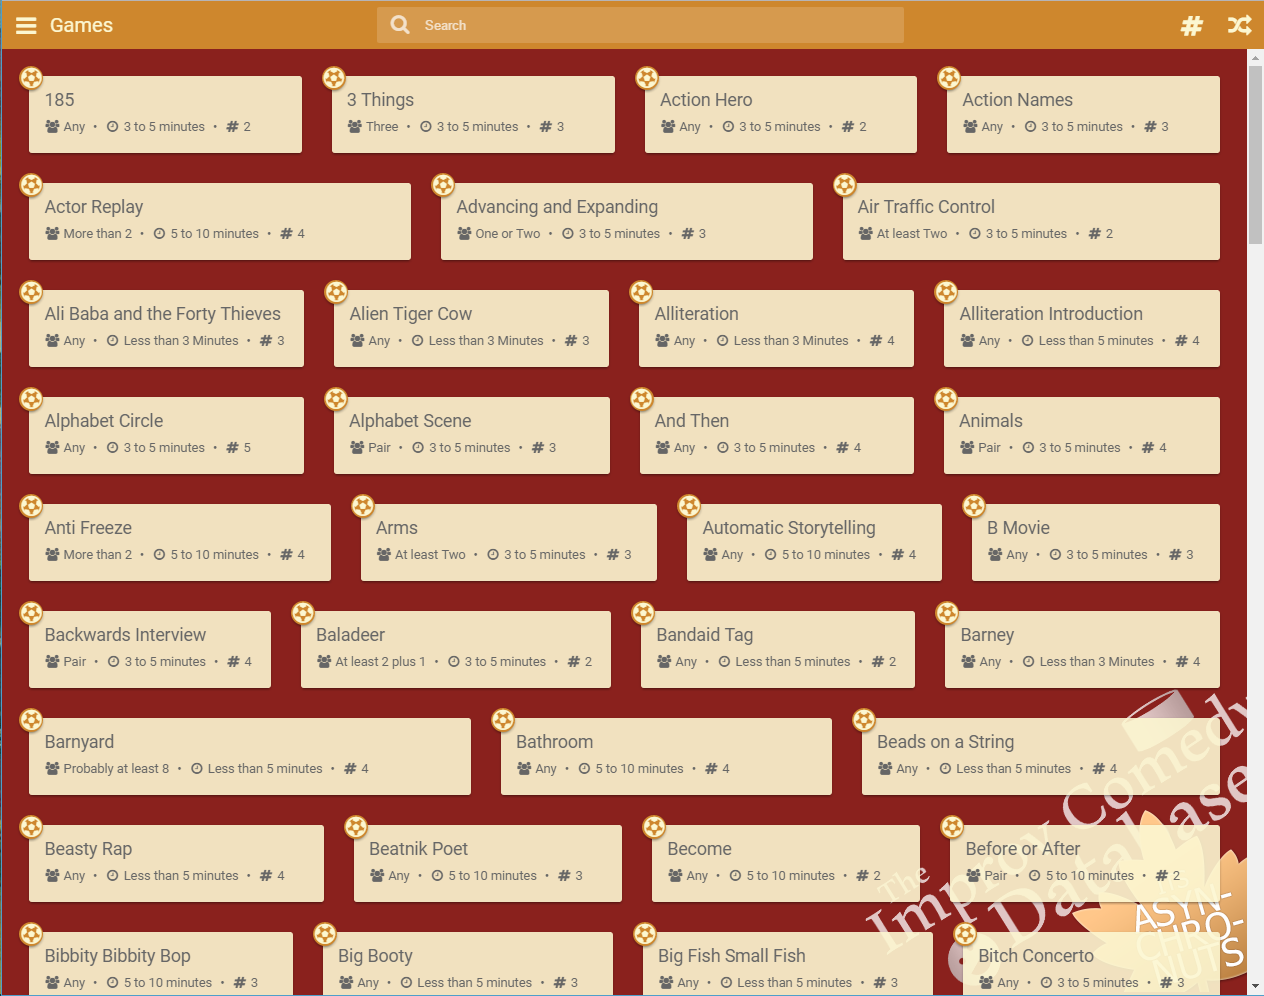 Games
Search
185
Any • 3 to 5 minutes • # 2
3 Things
Three • 3 to 5 minutes • # 3
Action Hero
Any • 3 to 5 minutes • # 2
Action Names
Any • 3 to 5 minutes • # 3
Actor Replay
More than 2 • 5 to 10 minutes • # 4
Advancing and Expanding
One or Two • 3 to 5 minutes • # 3
Air Traffic Control
At least Two • 3 to 5 minutes • # 2
Ali Baba and the Forty Thieves
Any • Less than 3 Minutes • # 3
Alien Tiger Cow
Any • Less than 3 Minutes • # 3
Alliteration
Any • Less than 3 Minutes • # 4
Alliteration Introduction
Any • Less than 5 minutes • # 4
Alphabet Circle
Any • 3 to 5 minutes • # 5
Alphabet Scene
Pair • 3 to 5 minutes • # 3
And Then
Any • 3 to 5 minutes • # 4
Animals
Pair • 3 to 5 minutes • # 4
Anti Freeze
More than 2 • 5 to 10 minutes • # 4
Arms
At least Two • 3 to 5 minutes • # 3
Automatic Storytelling
Any • 5 to 10 minutes • # 4
B Movie
Any • 3 to 5 minutes • # 3
Backwards Interview
Pair • 3 to 5 minutes • # 4
Baladeer
At least 2 plus 1 • 3 to 5 minutes • # 2
Bandaid Tag
Any • Less than 5 minutes • # 2
Barney
Any • Less than 3 Minutes • # 4
Barnyard
Probably at least 8 • Less than 5 minutes • # 4
Bathroom
Any • 5 to 10 minutes • # 4
Beads on a String
Any • Less than 5 minutes • # 4
Beasty Rap
Any • Less than 5 minutes • # 4
Beatnik Poet
Any • 5 to 10 minutes • # 3
Become
Any • 5 to 10 minutes • # 2
Before or After
Pair • 5 to 10 minutes • # 2
Bibbity Bibbity Bop
Any • 5 to 10 minutes • # 3
Big Booty
Any • Less than 5 minutes • # 3
Big Fish Small Fish
Any • Less than 5 minutes • # 3
Bitch Concerto
Any • 3 to 5 minutes • # 3
The
Improv Comedy
Database
ASYN-
CHRO-
NUTS